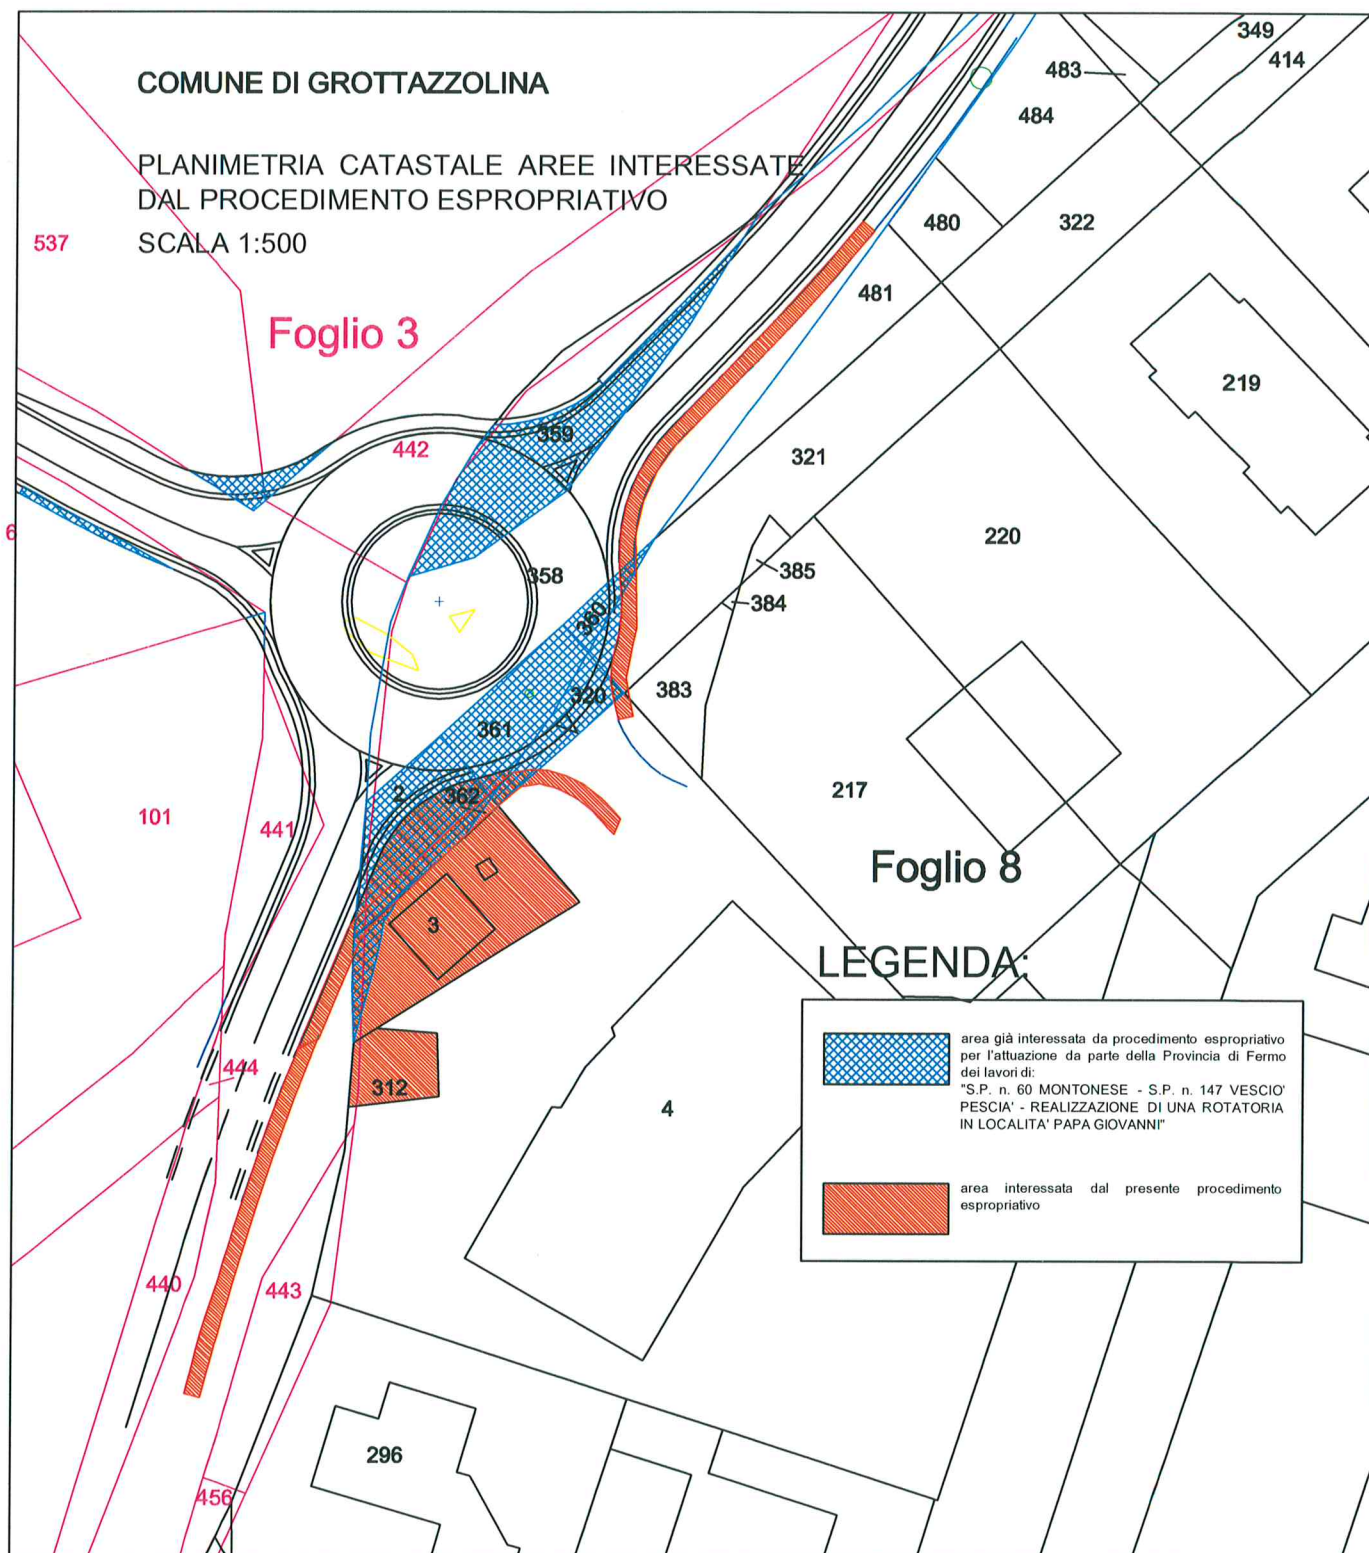 COMUNE DI GROTTAZZOLINA
PLANIMETRIA CATASTALE AREE INTERESSATE
DAL PROCEDIMENTO ESPROPRIATIVO
SCALA 1:500
349
414
483
484
480
322
537
481
Foglio 3
219
359
442
321
6
220
358
385
384
360
383
320
361
2
362
217
101
441
Foglio 8
3
LEGENDA:
area già interessata da procedimento espropriativo
per l'attuazione da parte della Provincia di Fermo
dei lavori di:
"S.P. n. 60 MONTONESE - S.P. n. 147 VESCIO'
PESCIA' - REALIZZAZIONE DI UNA ROTATORIA
IN LOCALITA' PAPA GIOVANNI"
444
312
4
area interessata dal presente procedimento
espropriativo
440
443
296
456